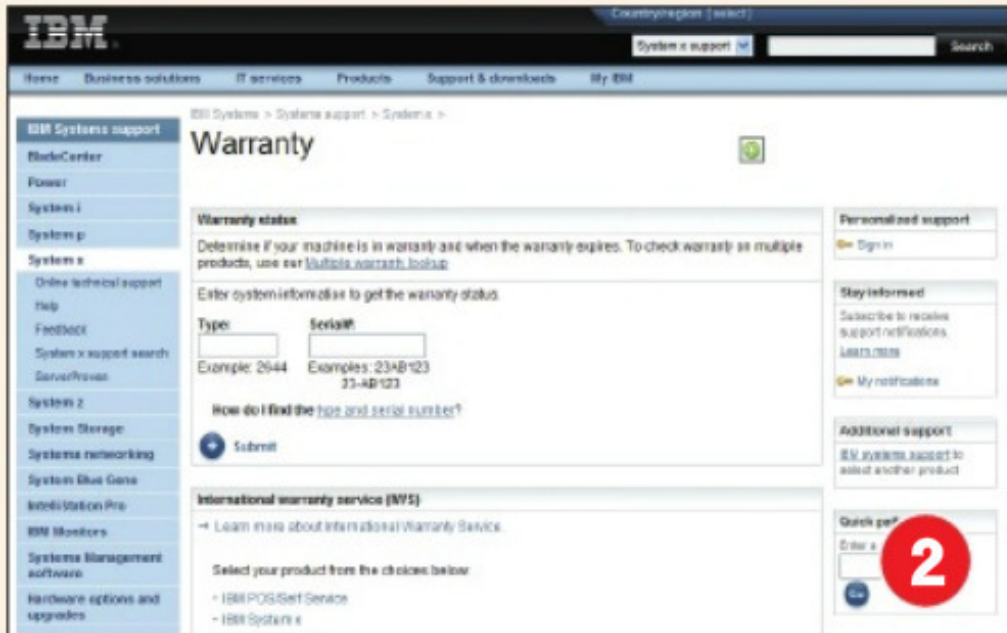 IBM
Country/region [select]
System x support
Search
Home Business solutions IT services Products Support & downloads My IBM
IBM Systems > Systems support > System x >
Warranty
IBM Systems support
BladeCenter
Power
System i
System p
System x
Online technical support
Help
Feedback
System x support search
ServerProven
System z
System Storage
Systems networking
System Blue Gene
IntelliStation Pro
IBM Monitors
Systems Management
software
Hardware options and
upgrades
Warranty status
Determine if your machine is in warranty and when the warranty expires. To check warranty on multiple
products, use our Multiple warranty lookup
Enter system information to get the warranty status.
Type: Serial#:
Example: 2644 Examples: 23AB123
23-AB123
How do I find the type and serial number?
Submit
International warranty service (IWS)
→ Learn more about International Warranty Service.
Select your product from the choices below:
- IBM POS/Self Service
- IBM System x
Personalized support
Sign in
Stay informed
Subscribe to receive
support notifications.
Learn more
My notifications
Additional support
IBM systems support to
select another product
Quick
Enter a
Go
2